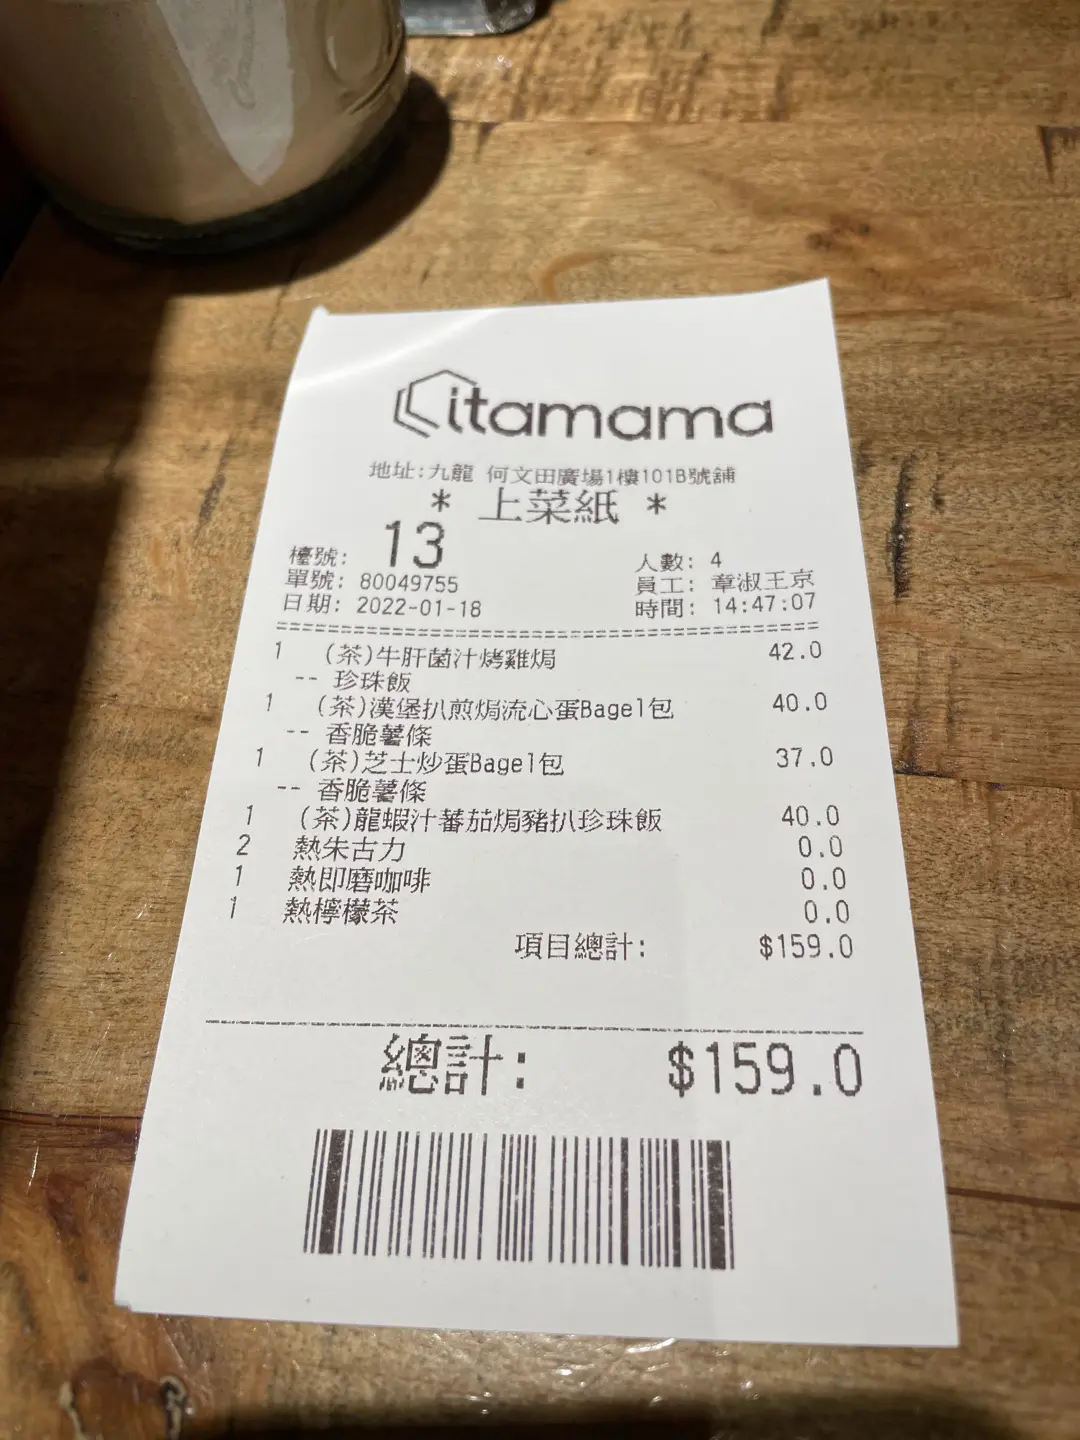 Citamama
地址:九龍 何文田廣場1樓101B號舖
* 上菜紙 *
檯號: 13 人數: 4
單號: 80049755 員工: 章淑王京
日期: 2022-01-18 時間: 14:47:07
1 (茶)牛肝菌汁烤雞焗 42.0
-- 珍珠飯
1 (茶)漢堡扒煎焗流心蛋Bagel包 40.0
-- 香脆薯條
1 (茶)芝士炒蛋Bagel包 37.0
-- 香脆薯條
1 (茶)龍蝦汁蕃茄焗豬扒珍珠飯 40.0
2 熱朱古力 0.0
1 熱即磨咖啡 0.0
1 熱檸檬茶 0.0
項目總計: $159.0
總計: $159.0